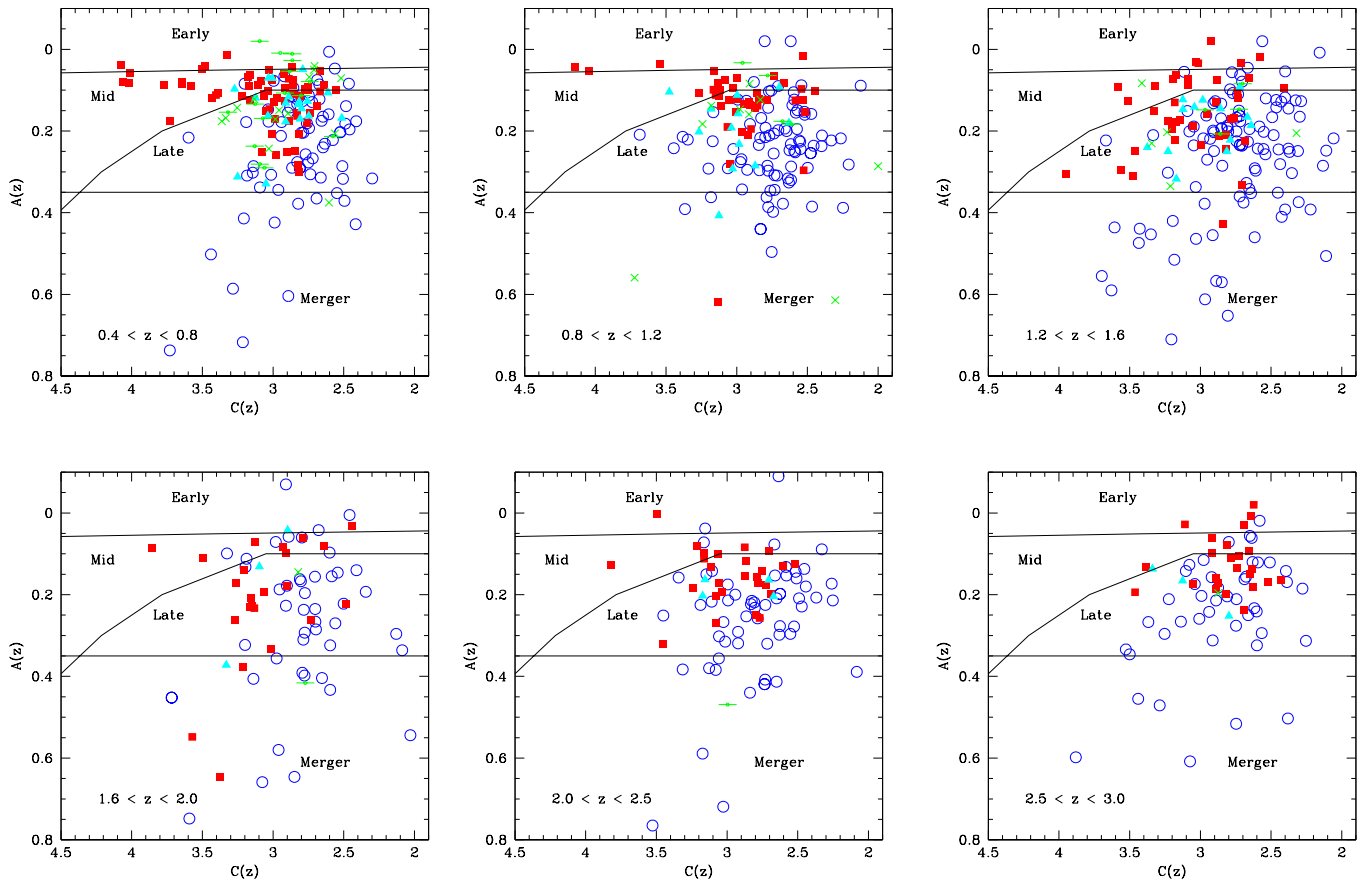 Early
Mid
Late
Merger
0.4 < z < 0.8
0
0.2
0.4
0.6
0.8
A(z)
4.5 4 3.5 3 2.5
C(z)
Early
Mid
Late
Merger
0.8 < z < 1.2
0
0.2
0.4
0.6
0.8
A(z)
4.5 4 3.5 3 2.5 2
C(z)
Early
Mid
Late
Merger
1.2 < z < 1.6
0
0.2
0.4
0.6
0.8
A(z)
4.5 4 3.5 3 2.5 2
C(z)
Early
Mid
Late
Merger
1.6 < z < 2.0
0
0.2
0.4
0.6
0.8
A(z)
4.5 4 3.5 3 2.5 2
C(z)
Early
Mid
Late
Merger
2.0 < z < 2.5
0
0.2
0.4
0.6
0.8
A(z)
4.5 4 3.5 3 2.5 2
C(z)
Early
Mid
Late
Merger
2.5 < z < 3.0
0
0.2
0.4
0.6
0.8
A(z)
4.5 4 3.5 3 2.5 2
C(z)